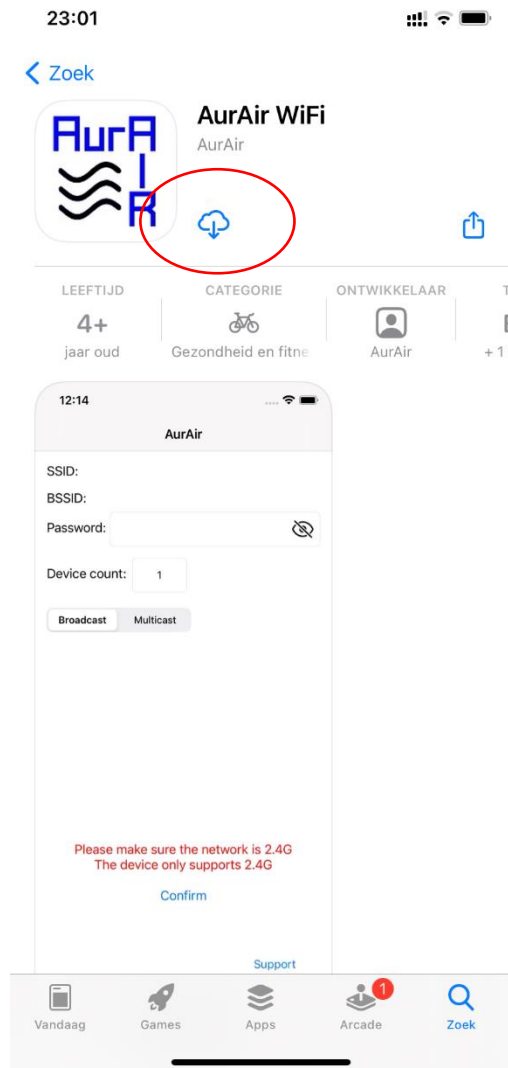 23:01
Zoek
AurAIR
AurAir WiFi
AurAir
LEEFTIJD CATEGORIE ONTWIKKELAAR
4+
jaar oud Gezondheid en fitne AurAir + 1
12:14
AurAir
SSID:
BSSID:
Password:
Device count: 1
Broadcast Multicast
Please make sure the network is 2.4G
The device only supports 2.4G
Confirm
Support
1
Vandaag Games Apps Arcade Zoek